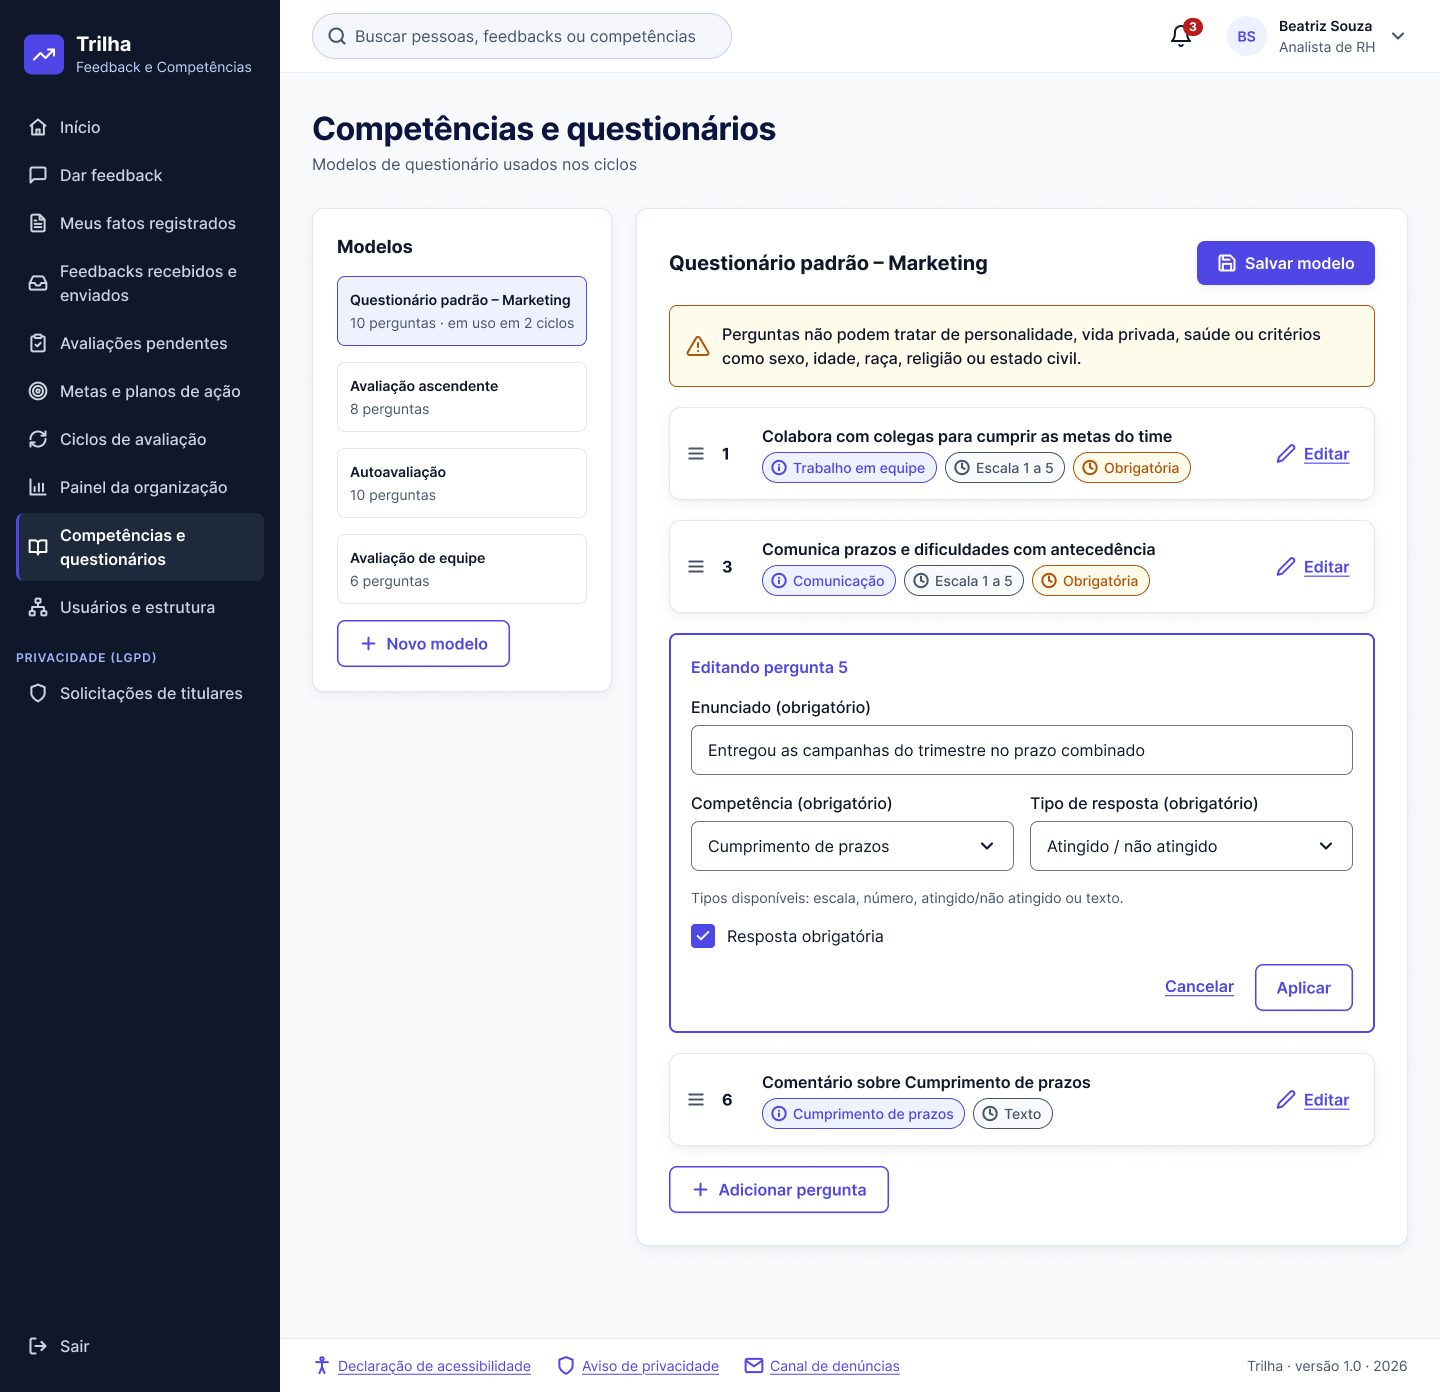 Trilha
Feedback e Competências
Início
Dar feedback
Meus fatos registrados
Feedbacks recebidos e
enviados
Avaliações pendentes
Metas e planos de ação
Ciclos de avaliação
Painel da organização
Competências e
questionários
Usuários e estrutura
PRIVACIDADE (LGPD)
Solicitações de titulares
Sair
Buscar pessoas, feedbacks ou competências
3
BS
Beatriz Souza
Analista de RH
Competências e questionários
Modelos de questionário usados nos ciclos
Modelos
Questionário padrão – Marketing
10 perguntas · em uso em 2 ciclos
Avaliação ascendente
8 perguntas
Autoavaliação
10 perguntas
Avaliação de equipe
6 perguntas
Novo modelo
Questionário padrão – Marketing
Salvar modelo
Perguntas não podem tratar de personalidade, vida privada, saúde ou critérios
como sexo, idade, raça, religião ou estado civil.
1
Colabora com colegas para cumprir as metas do time
Trabalho em equipe
Escala 1 a 5
Obrigatória
Editar
3
Comunica prazos e dificuldades com antecedência
Comunicação
Escala 1 a 5
Obrigatória
Editar
Editando pergunta 5
Enunciado (obrigatório)
Entregou as campanhas do trimestre no prazo combinado
Competência (obrigatório)
Tipo de resposta (obrigatório)
Cumprimento de prazos
Atingido / não atingido
Tipos disponíveis: escala, número, atingido/não atingido ou texto.
Resposta obrigatória
Cancelar
Aplicar
6
Comentário sobre Cumprimento de prazos
Cumprimento de prazos
Texto
Editar
Adicionar pergunta
Declaração de acessibilidade
Aviso de privacidade
Canal de denúncias
Trilha · versão 1.0 · 2026